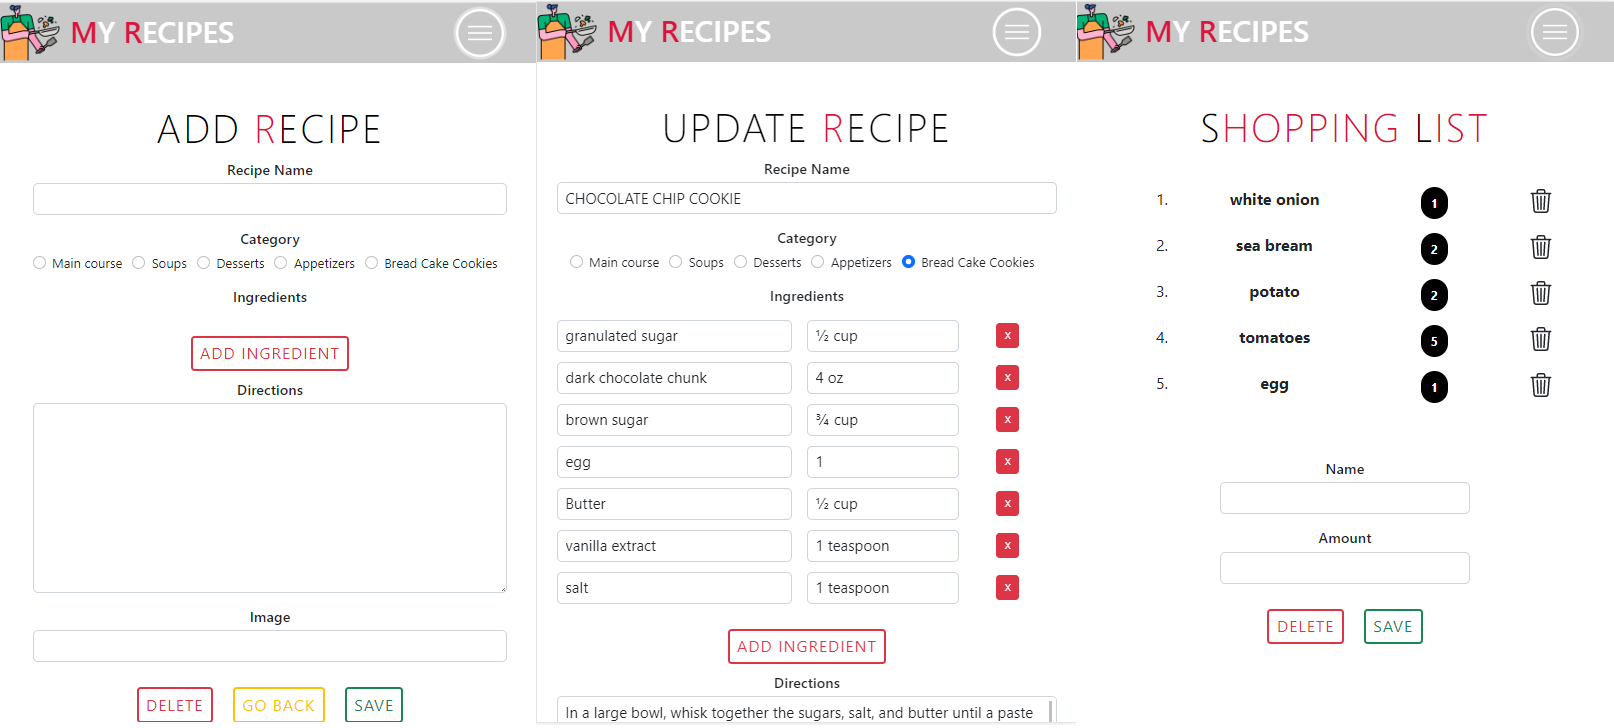 MY RECIPES
ADD RECIPE
Recipe Name
Category
Main course Soups Desserts Appetizers Bread Cake Cookies
Ingredients
ADD INGREDIENT
Directions
Image
DELETE GO BACK SAVE
MY RECIPES
UPDATE RECIPE
Recipe Name
CHOCOLATE CHIP COOKIE
Category
Main course Soups Desserts Appetizers Bread Cake Cookies
Ingredients
granulated sugar ½ cup x
dark chocolate chunk 4 oz x
brown sugar ¾ cup x
egg 1 x
Butter ½ cup x
vanilla extract 1 teaspoon x
salt 1 teaspoon x
ADD INGREDIENT
Directions
In a large bowl, whisk together the sugars, salt, and butter until a paste
MY RECIPES
SHOPPING LIST
1. white onion 1
2. sea bream 2
3. potato 2
4. tomatoes 5
5. egg 1
Name
Amount
DELETE SAVE